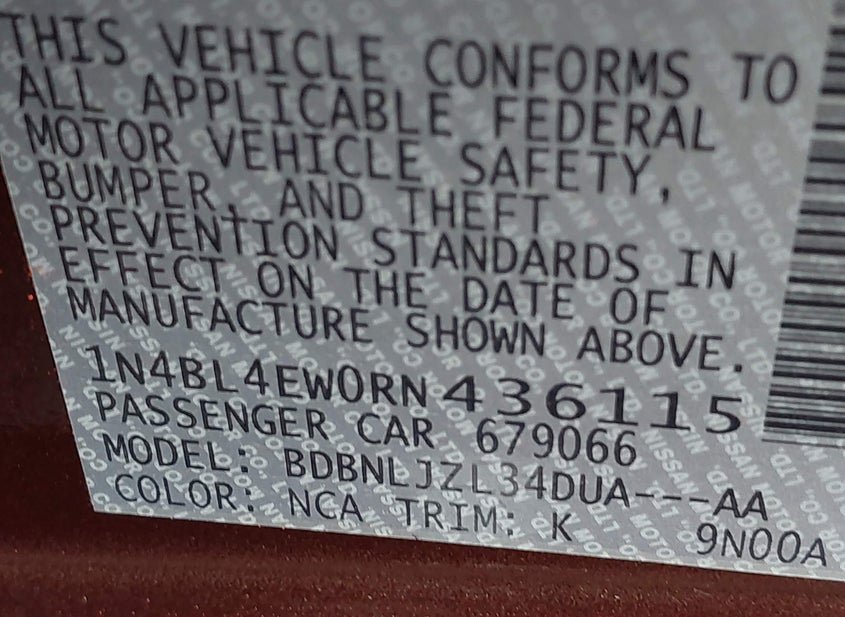 THIS VEHICLE CONFORMS TO
ALL APPLICABLE FEDERAL
MOTOR VEHICLE SAFETY,
BUMPER, AND THEFT
PREVENTION STANDARDS IN
EFFECT ON THE DATE OF
MANUFACTURE SHOWN ABOVE.
1N4BL4EW0RN436115
PASSENGER CAR 679066
MODEL: BDBNLJZL34DUA---AA
COLOR: NCA TRIM: K 9N00A